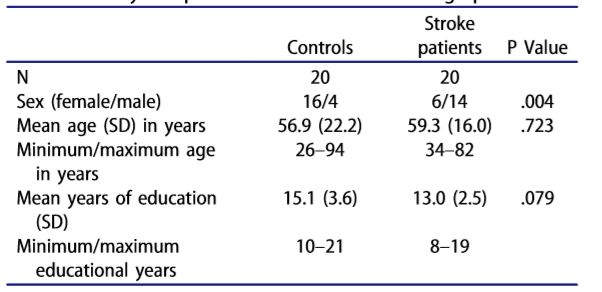 Stroke
Controls patients P Value
N 20 20
Sex (female/male) 16/4 6/14 .004
Mean age (SD) in years 56.9 (22.2) 59.3 (16.0) .723
Minimum/maximum age 26–94 34–82
in years
Mean years of education 15.1 (3.6) 13.0 (2.5) .079
(SD)
Minimum/maximum 10–21 8–19
educational years